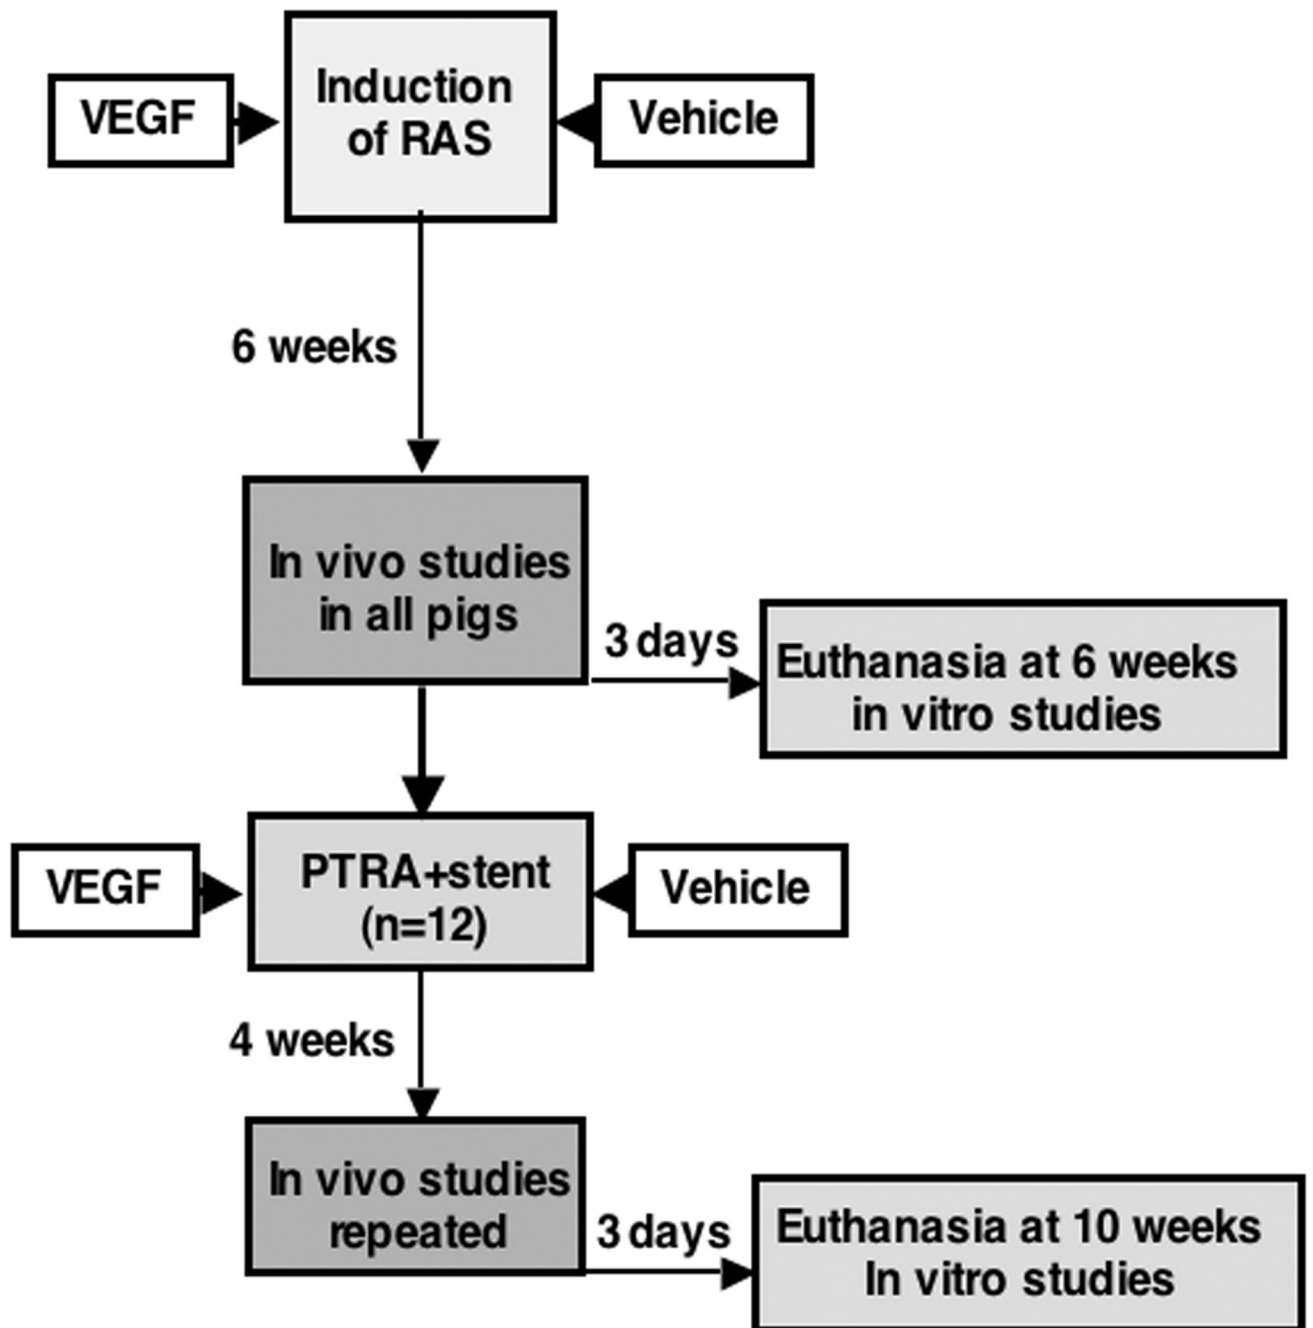 VEGF
Induction
of RAS
Vehicle
6 weeks
In vivo studies
in all pigs
3 days
Euthanasia at 6 weeks
in vitro studies
VEGF
PTRA+stent
(n=12)
Vehicle
4 weeks
In vivo studies
repeated
3 days
Euthanasia at 10 weeks
In vitro studies